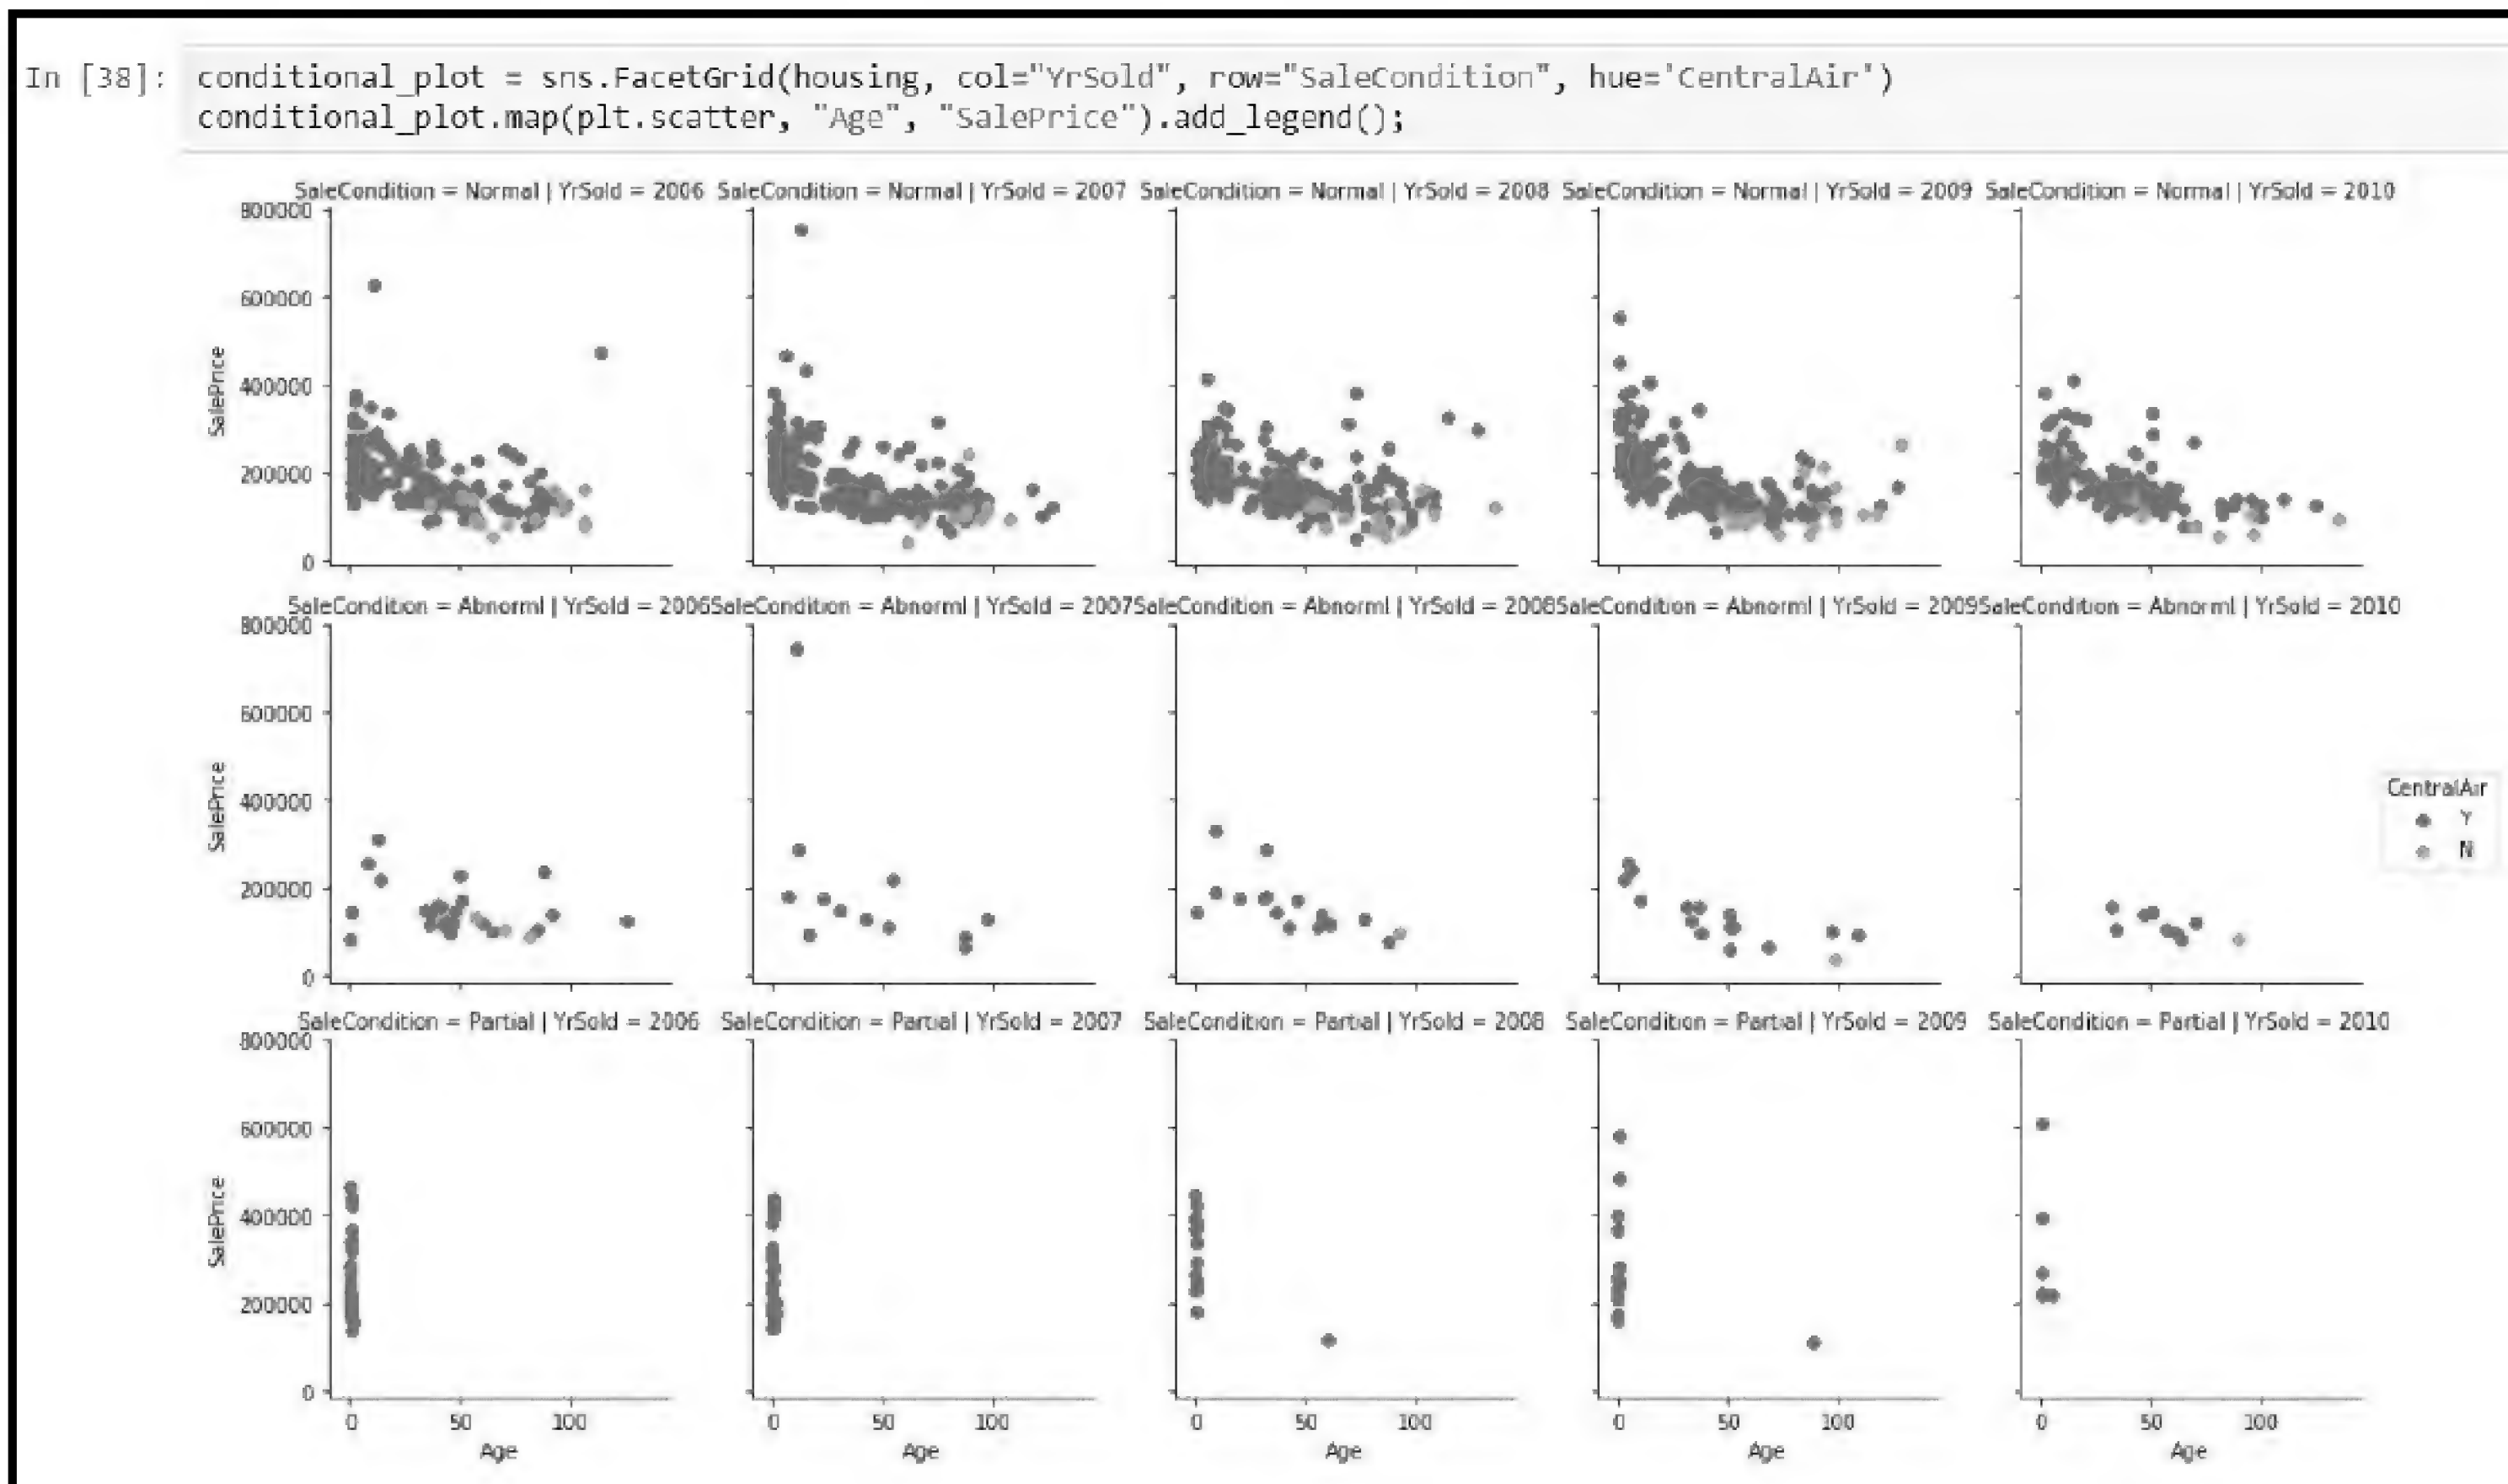 In [38]: conditional_plot = sns.FacetGrid(housing, col="YrSold", row="SaleCondition", hue='CentralAir')
conditional_plot.map(plt.scatter, "Age", "SalePrice").add_legend();
SaleCondition = Normal | YrSold = 2006 SaleCondition = Normal | YrSold = 2007 SaleCondition = Normal | YrSold = 2008 SaleCondition = Normal | YrSold = 2009 SaleCondition = Normal | YrSold = 2010
800000
600000
400000
200000
0
SalePrice
SaleCondition = Abnorml | YrSold = 2006SaleCondition = Abnorml | YrSold = 2007SaleCondition = Abnorml | YrSold = 2008SaleCondition = Abnorml | YrSold = 2009SaleCondition = Abnorml | YrSold = 2010
800000
600000
400000
200000
0
SalePrice
CentralAir
Y
N
SaleCondition = Partial | YrSold = 2006 SaleCondition = Partial | YrSold = 2007 SaleCondition = Partial | YrSold = 2008 SaleCondition = Partial | YrSold = 2009 SaleCondition = Partial | YrSold = 2010
800000
600000
400000
200000
0
SalePrice
0 50 100 0 50 100 0 50 100 0 50 100 0 50 100
Age Age Age Age Age